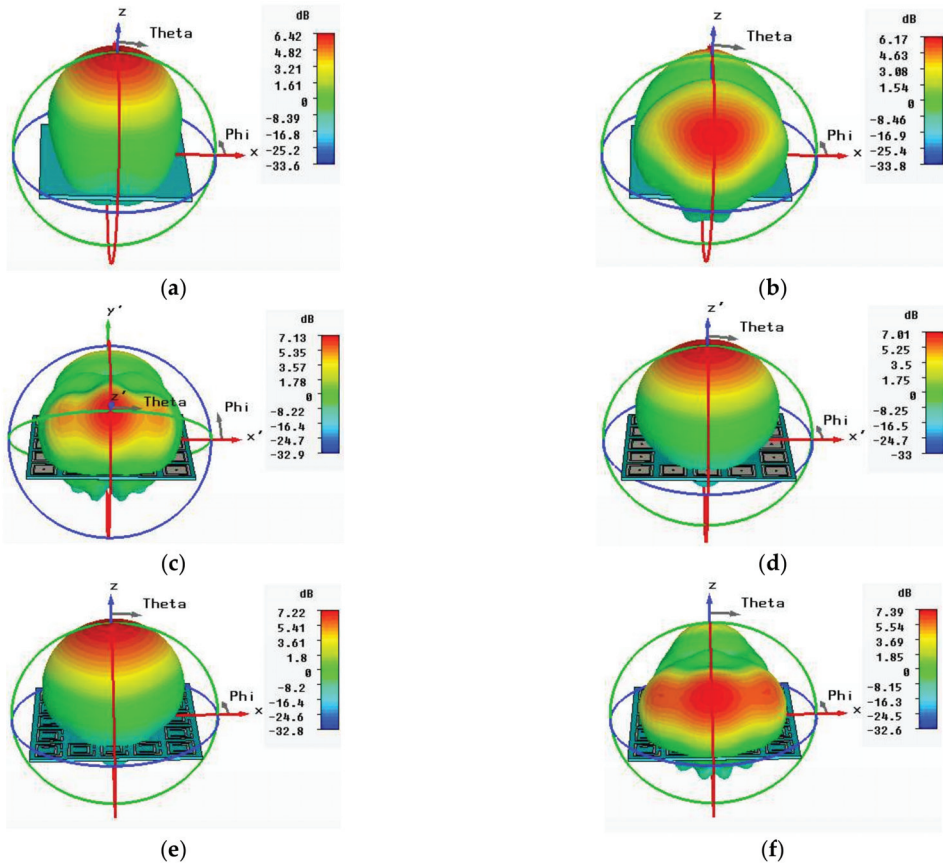 z
Theta
Phi
x
dB
6.42
4.82
3.21
1.61
0
-8.39
-16.8
-25.2
-33.6
(a)
z
Theta
Phi
x
dB
6.17
4.63
3.08
1.54
0
-8.46
-16.9
-25.4
-33.8
(b)
y'
z'
Theta
Phi
x'
dB
7.13
5.35
3.57
1.78
0
-8.22
-16.4
-24.7
-32.9
(c)
z'
Theta
Phi
x'
dB
7.01
5.25
3.5
1.75
0
-8.25
-16.5
-24.7
-33
(d)
z
Theta
Phi
x
dB
7.22
5.41
3.61
1.8
0
-8.2
-16.4
-24.6
-32.8
(e)
z
Theta
Phi
x
dB
7.39
5.54
3.69
1.85
0
-8.15
-16.3
-24.5
-32.6
(f)